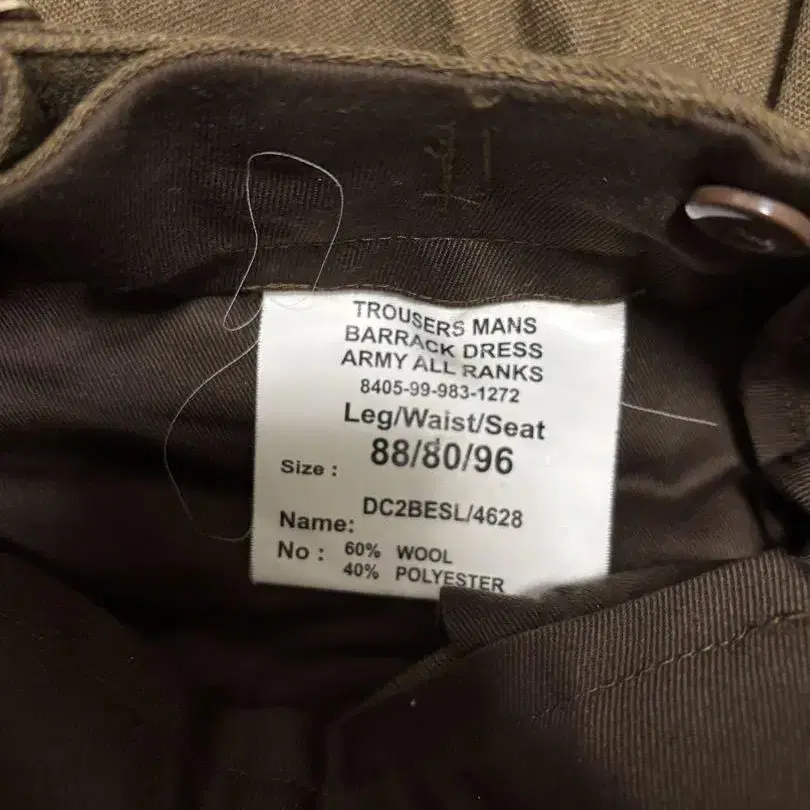 TROUSERS MANS
BARRACK DRESS
ARMY ALL RANKS
8405-99-983-1272
Leg/Waist/Seat
Size : 88/80/96
DC2BESL/4628
Name:
No : 60% WOOL
40% POLYESTER